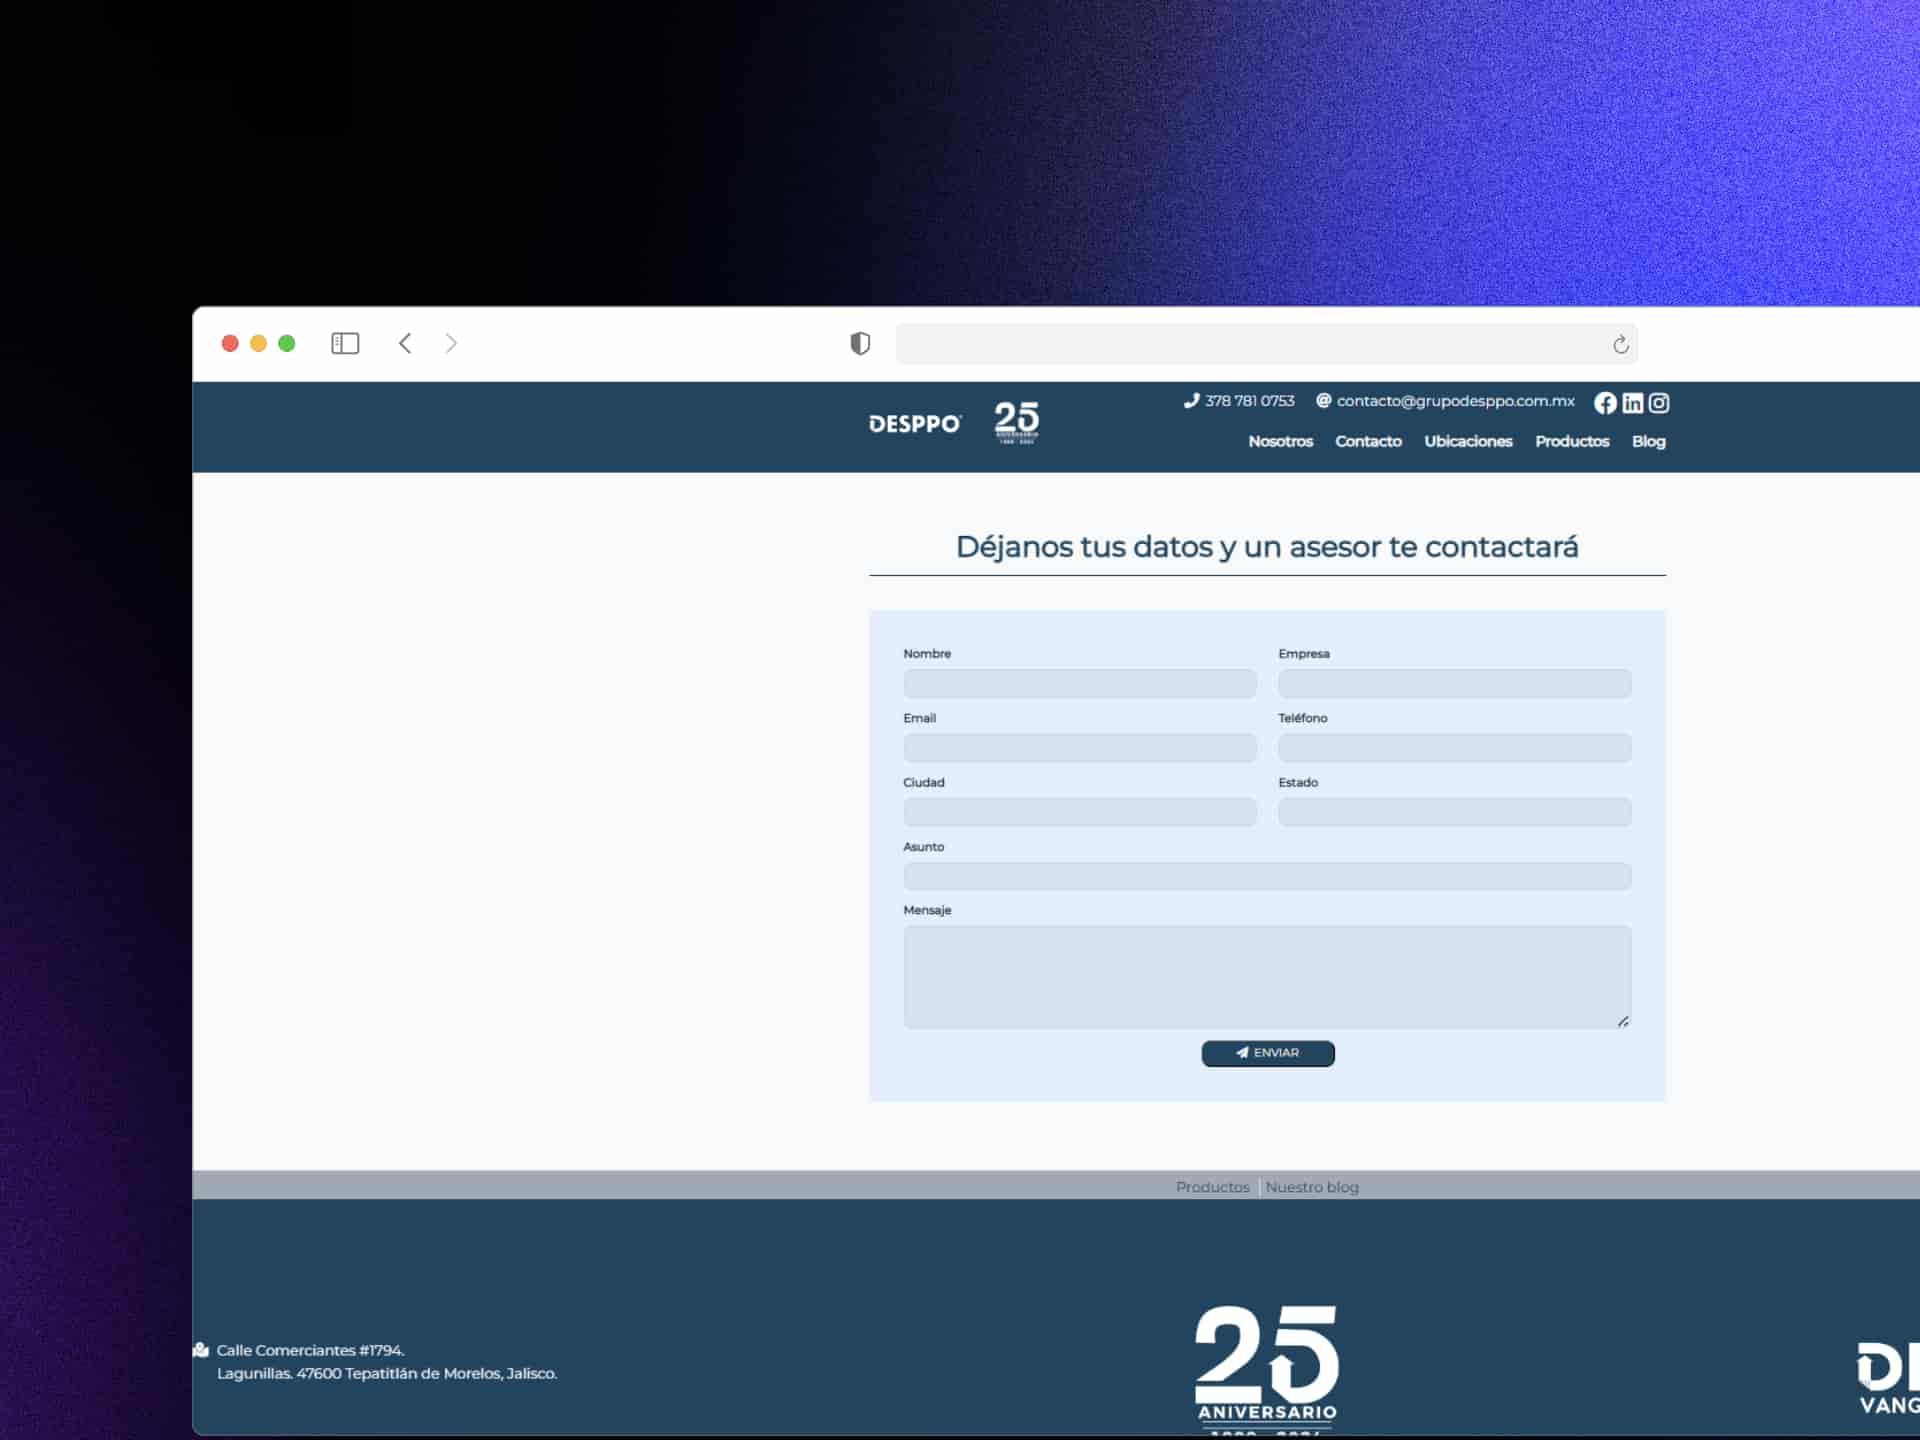 DESPPO
25
ANIVERSARIO
378 781 0753
contacto@grupodesppo.com.mx
Nosotros Contacto Ubicaciones Productos Blog
Déjanos tus datos y un asesor te contactará
Nombre Empresa
Email Teléfono
Ciudad Estado
Asunto
Mensaje
ENVIAR
Productos Nuestro blog
Calle Comerciantes #1794.
Lagunillas. 47600 Tepatitlán de Morelos, Jalisco.
25
ANIVERSARIO